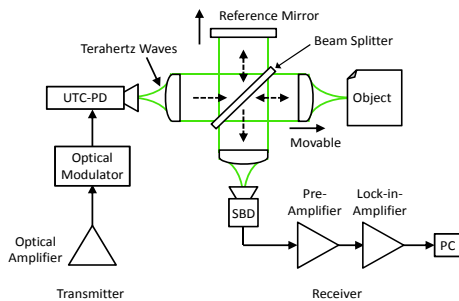 Reference Mirror
Terahertz Waves
Beam Splitter
UTC-PD
Object
Movable
Optical
Modulator
SBD
Pre-
Amplifier
Lock-in-
Amplifier
PC
Optical
Amplifier
Transmitter
Receiver